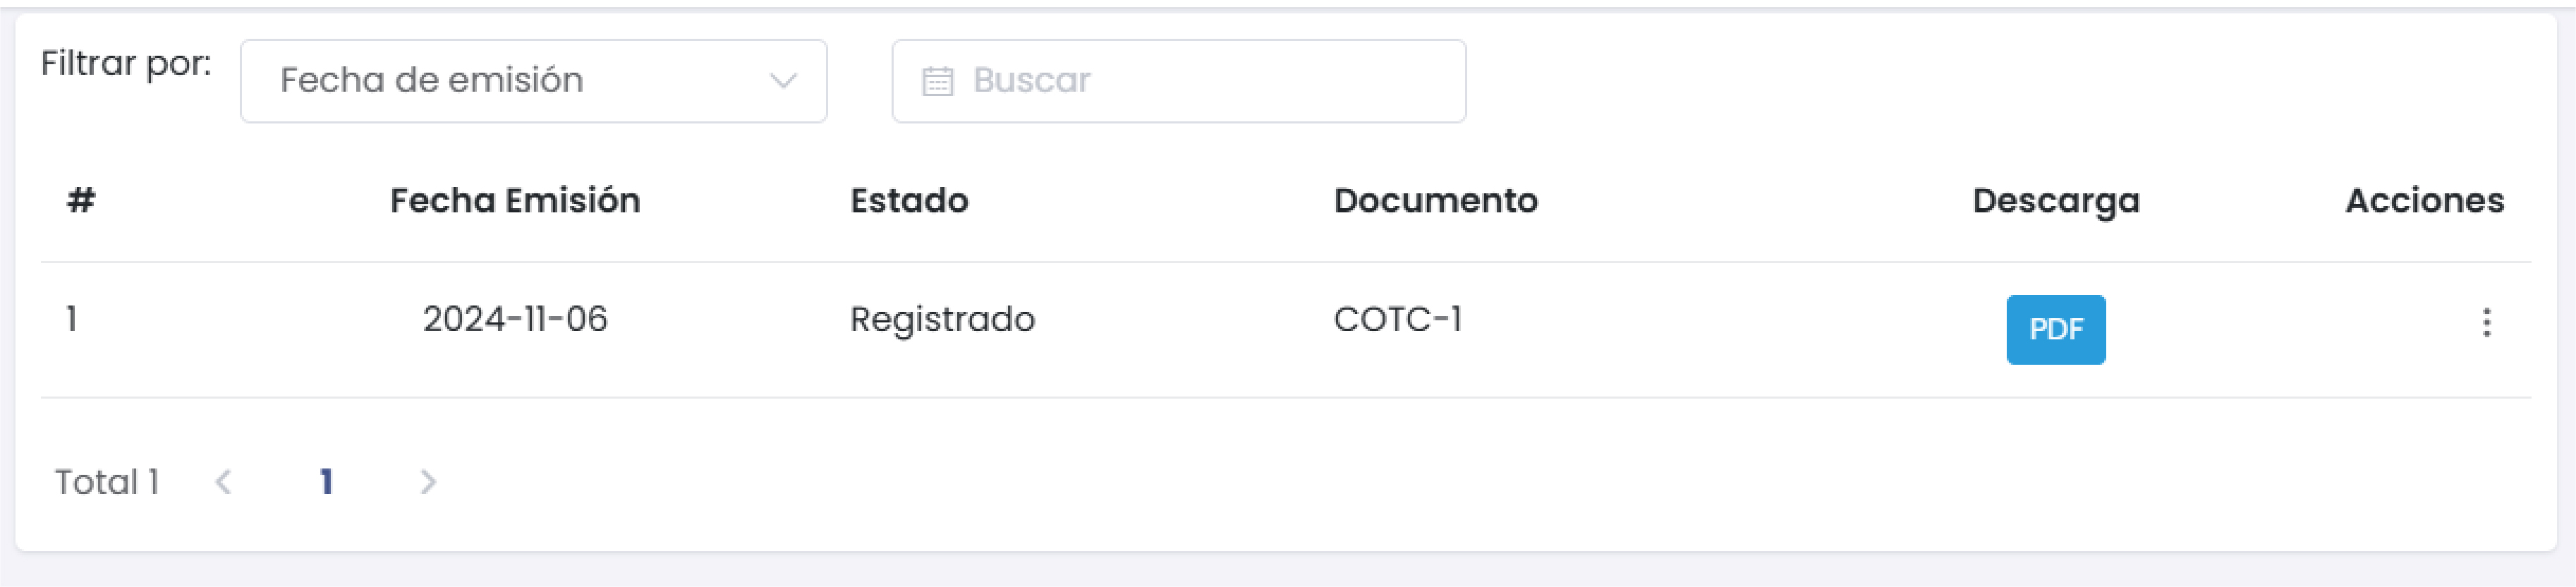 Filtrar por: Fecha de emisión Buscar
# Fecha Emisión Estado Documento Descarga Acciones
1 2024-11-06 Registrado COTC-1 PDF
Total 1 1